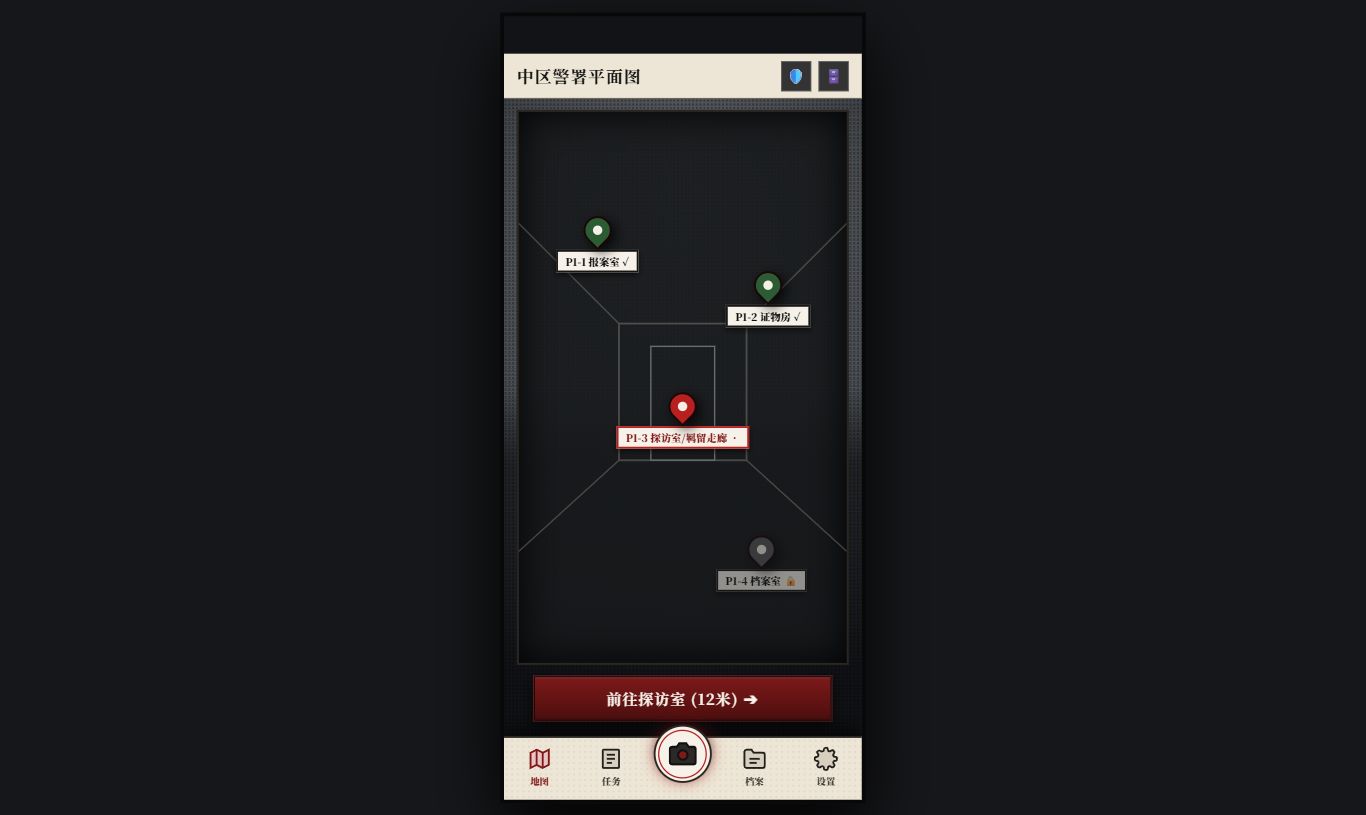 中区警署平面图
P1-1 报案室 √
P1-2 证物房 √
P1-3 探访室/羁留走廊 ·
P1-4 档案室
前往探访室 (12米) ➔
地图
任务
档案
设置